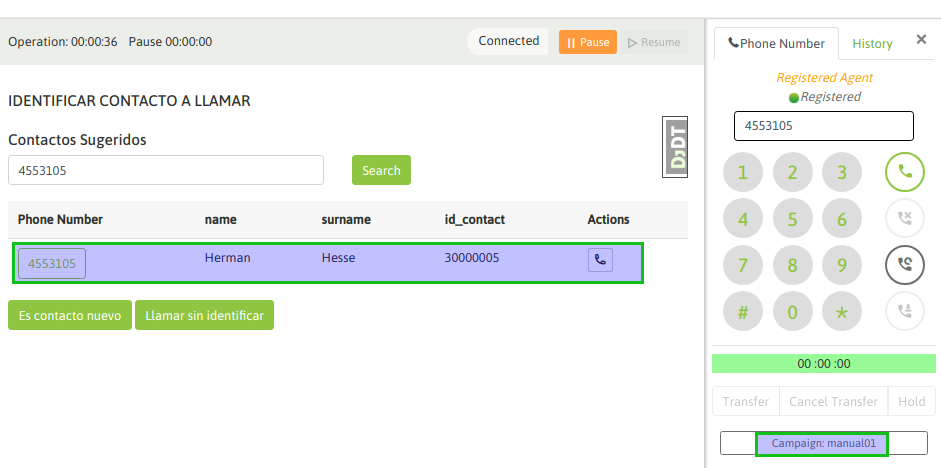 Operation: 00:00:36 Pause 00:00:00
Connected
Pause
Resume
IDENTIFICAR CONTACTO A LLAMAR
Contactos Sugeridos
4553105
Search
Phone Number name surname id_contact Actions
4553105 Herman Hesse 30000005
Es contacto nuevo
Llamar sin identificar
DJDT
Phone Number
History
×
Registered Agent
Registered
4553105
1 2 3
4 5 6
7 8 9
# 0 *
00 :00 :00
Transfer Cancel Transfer Hold
Campaign: manual01